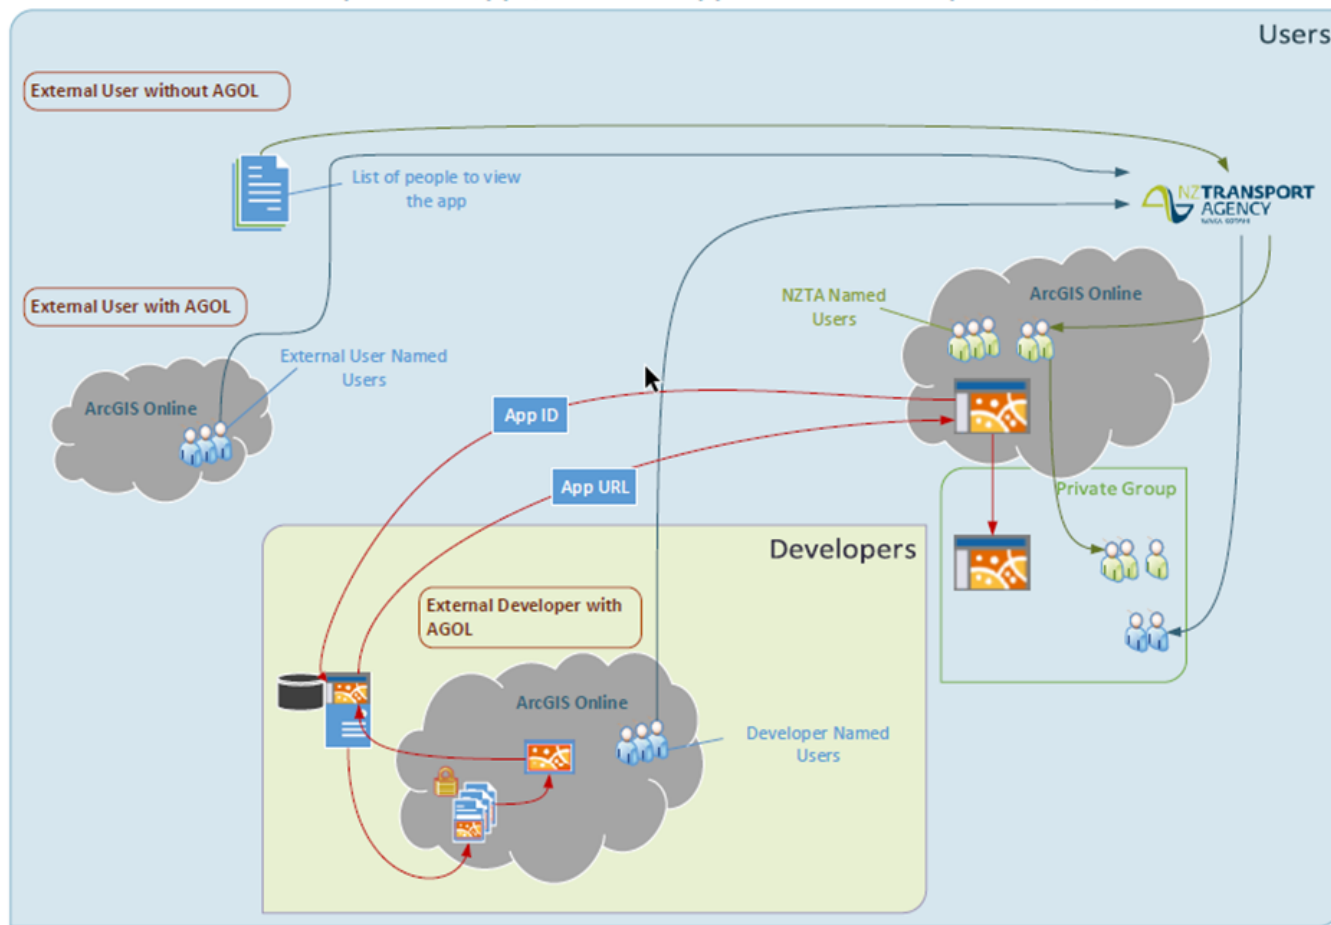 Users
External User without AGOL
List of people to view
the app
NZTRANSPORT
AGENCY
External User with AGOL
NZTA Named
Users
ArcGIS Online
External User Named
Users
ArcGIS Online
App ID
App URL
Private Group
Developers
External Developer with
AGOL
ArcGIS Online
Developer Named
Users